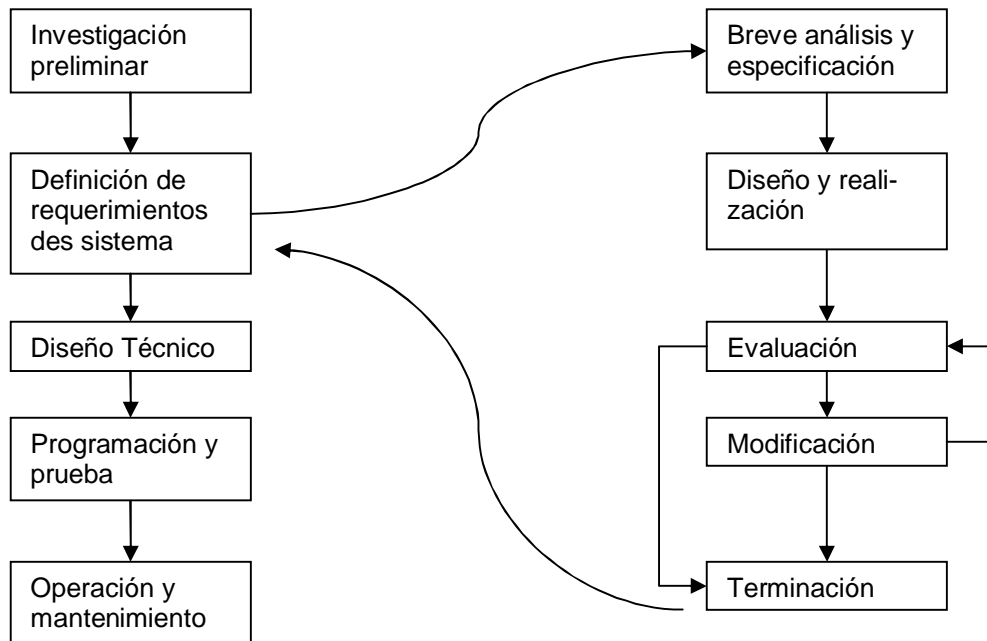 Investigación
preliminar
Definición de
requerimientos
des sistema
Diseño Técnico
Programación y
prueba
Operación y
mantenimiento
Breve análisis y
especificación
Diseño y reali-
zación
Evaluación
Modificación
Terminación